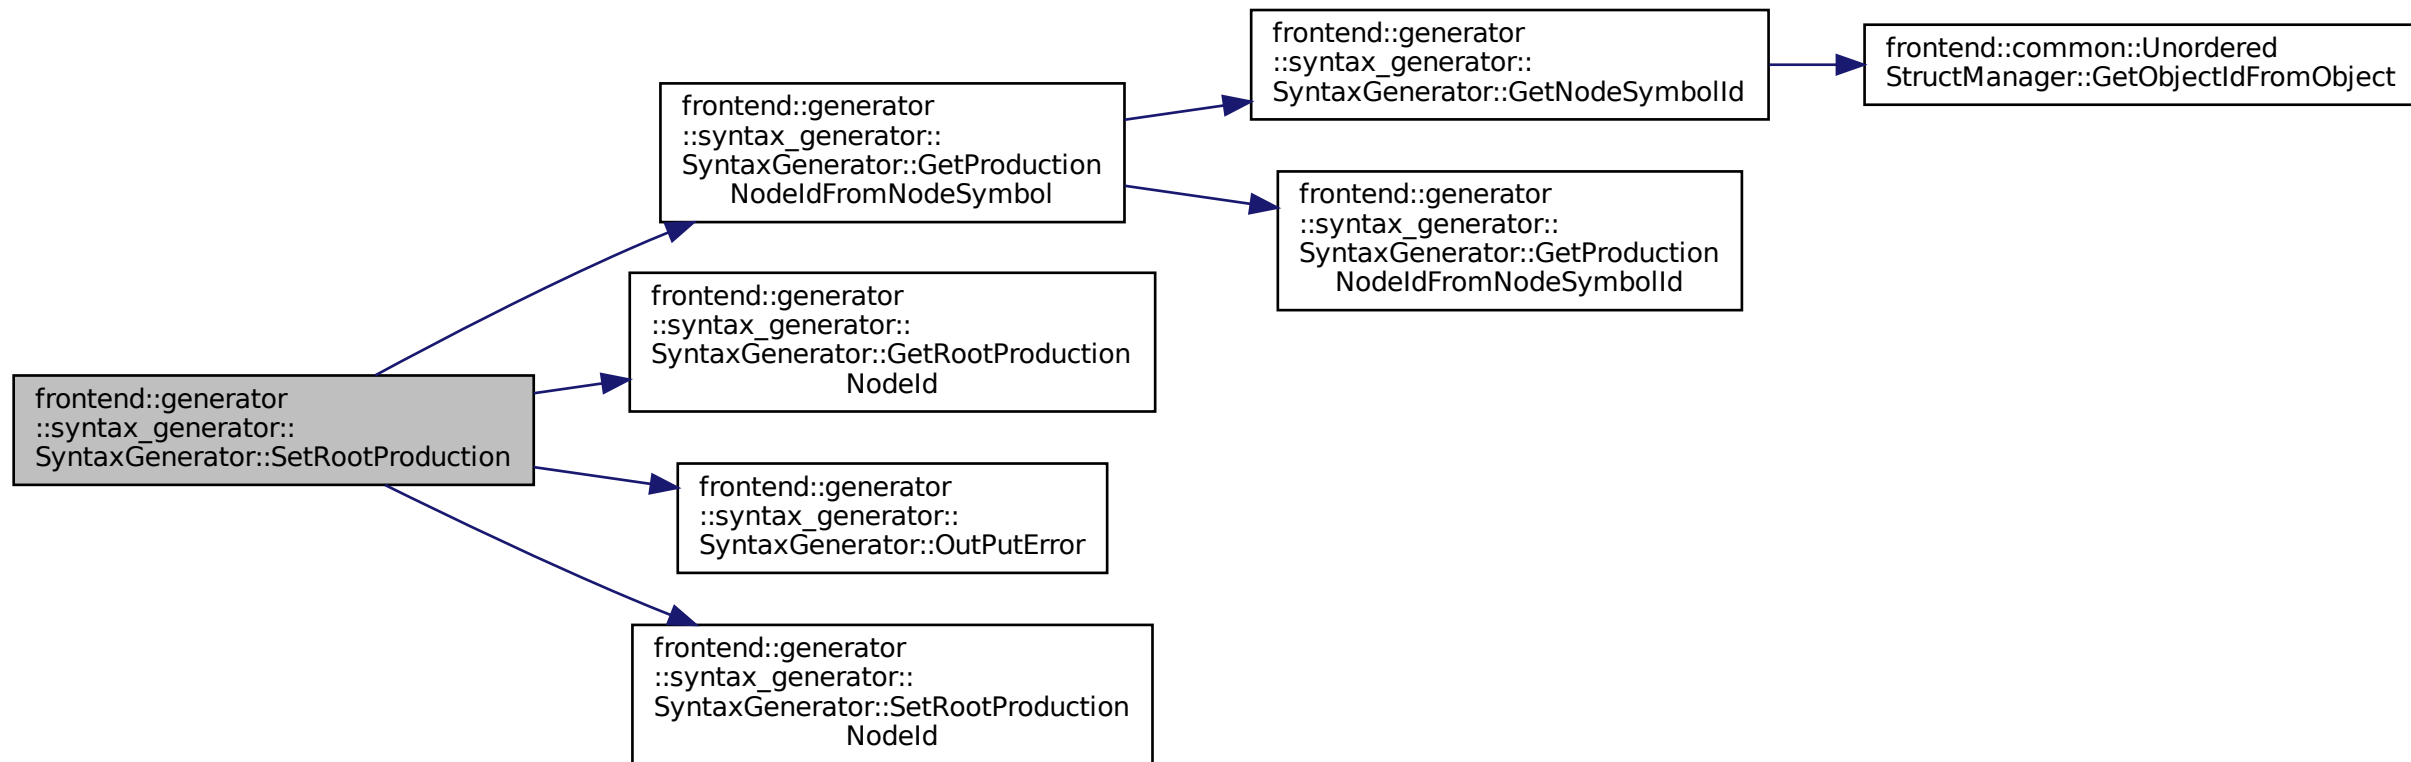 frontend::generator
::syntax_generator::
SyntaxGenerator::SetRootProduction
frontend::generator
::syntax_generator::
SyntaxGenerator::GetProduction
NodeIdFromNodeSymbol
frontend::generator
::syntax_generator::
SyntaxGenerator::GetNodeSymbolId
frontend::common::Unordered
StructManager::GetObjectIdFromObject
frontend::generator
::syntax_generator::
SyntaxGenerator::GetProduction
NodeIdFromNodeSymbolId
frontend::generator
::syntax_generator::
SyntaxGenerator::GetRootProduction
NodeId
frontend::generator
::syntax_generator::
SyntaxGenerator::OutPutError
frontend::generator
::syntax_generator::
SyntaxGenerator::SetRootProduction
NodeId